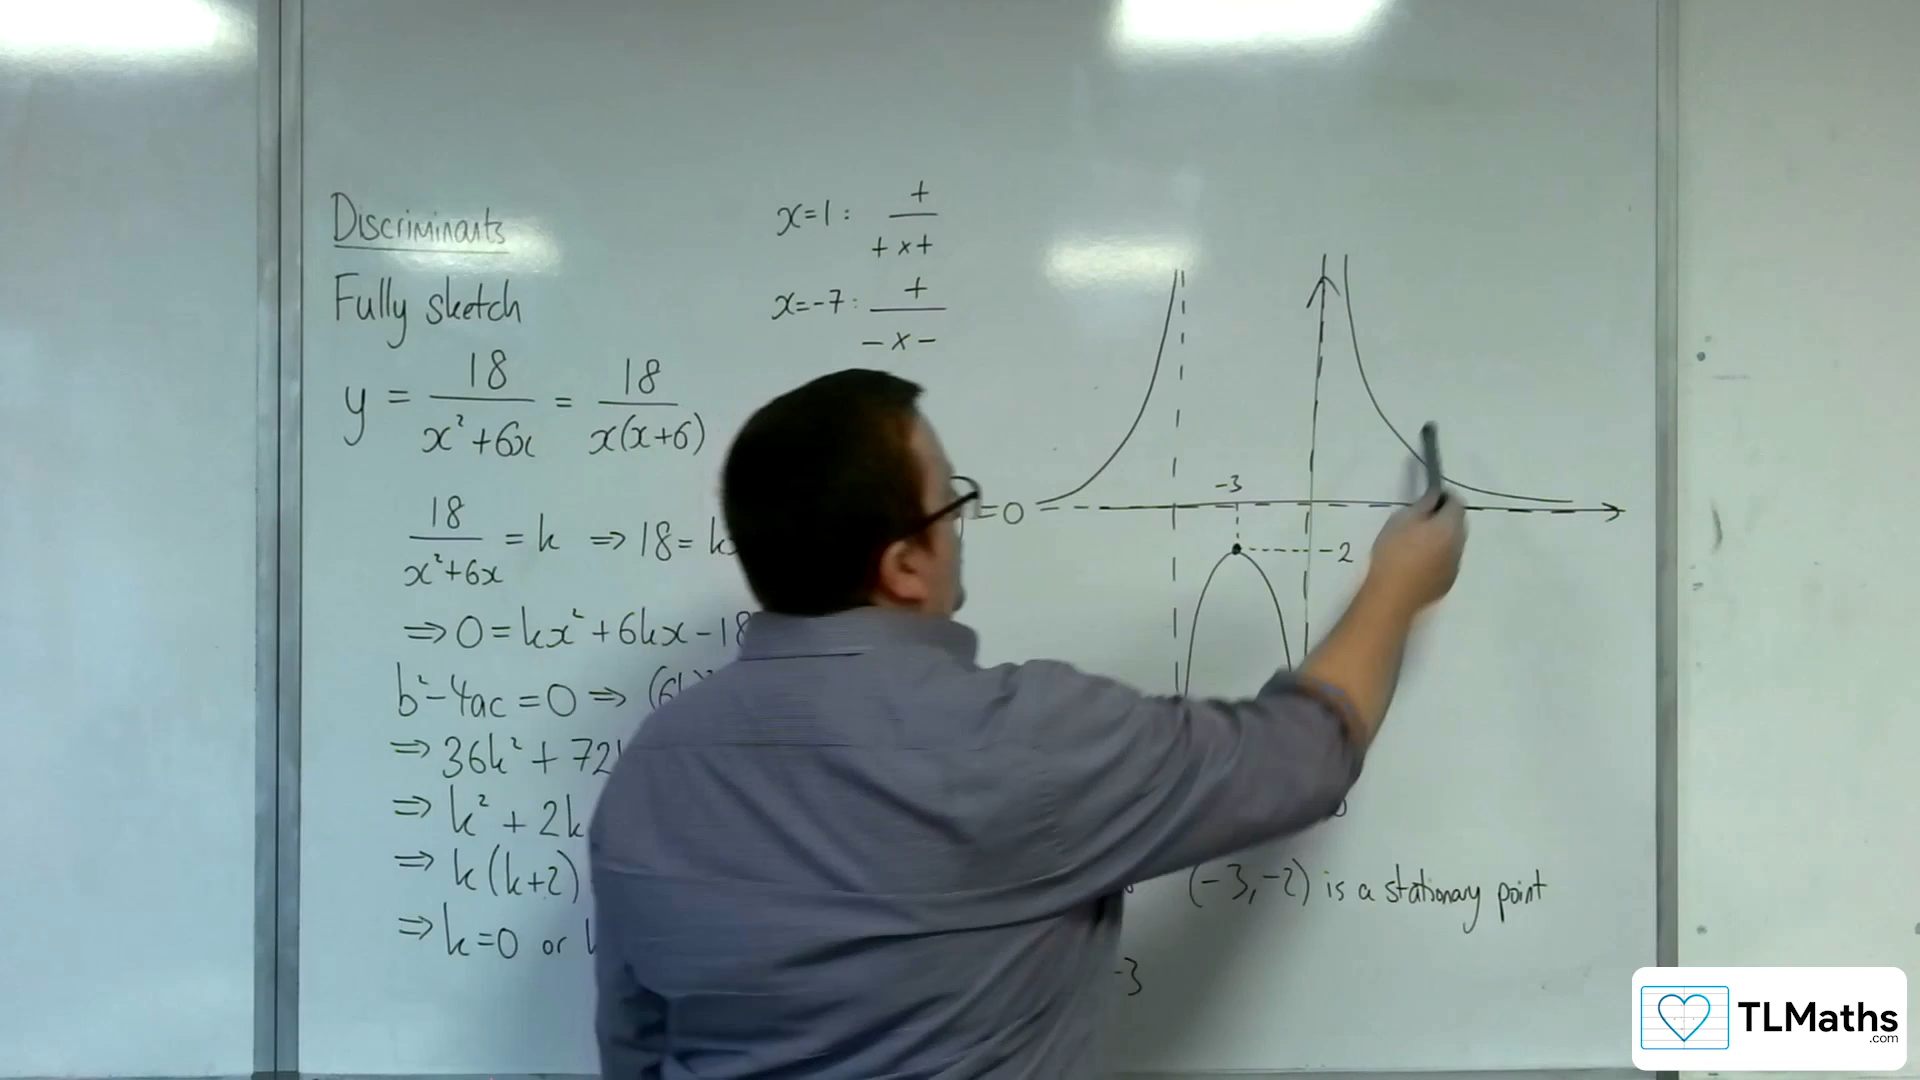 Discriminants
Fully sketch
y = 18/(x²+6x) = 18/(x(x+6))
18/(x²+6x) = k ⇒ 18 = k
⇒ 0 = kx² + 6kx - 18
b² - 4ac = 0 ⇒ (6k)
⇒ 36k² + 72
⇒ k² + 2k
⇒ k(k+2)
⇒ k=0 or
x=1: +/(+ x +)
x=-7: +/(- x -)
=0
-3
-2
(-3,-2) is a stationary point
-3
TLMaths
.com